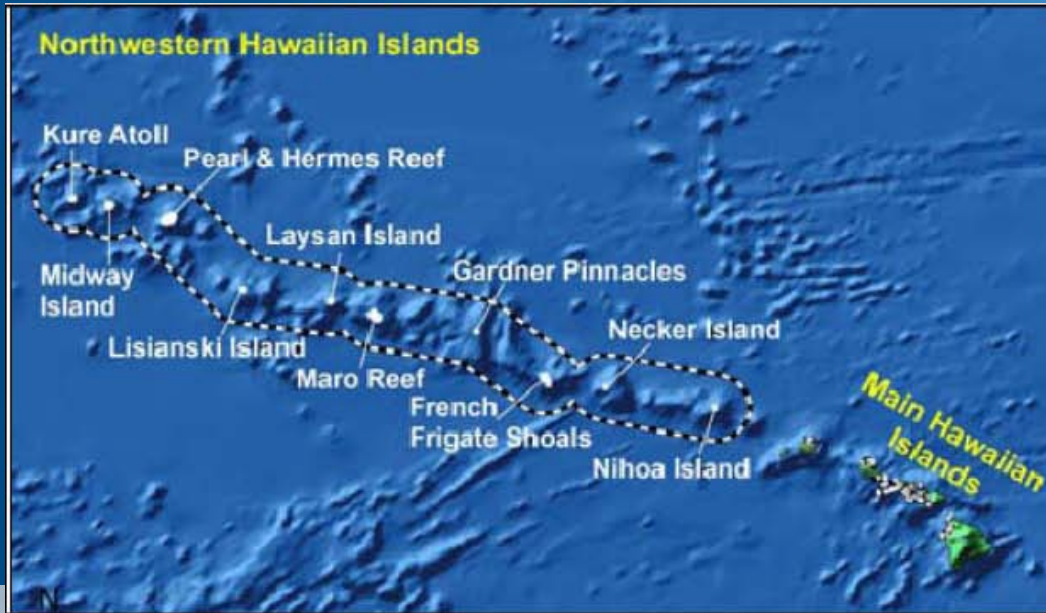 Northwestern Hawaiian Islands
Kure Atoll
Pearl & Hermes Reef
Laysan Island
Midway
Island
Gardner Pinnacles
Lisianski Island
Necker Island
Maro Reef
French
Frigate Shoals
Nihoa Island
Main Hawaiian
Islands
N